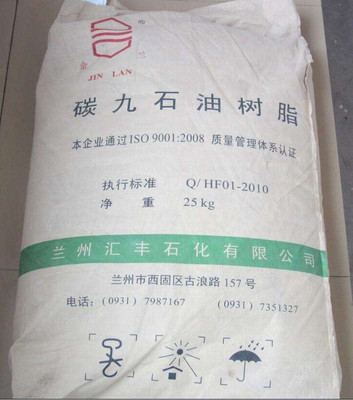 金兰
JIN LAN
碳九石油树脂
本企业通过ISO 9001:2008 质量管理体系认证
执行标准 Q/HF01-2010
净重 25kg
兰州汇丰石化有限公司
兰州市西固区古浪路 157 号
电话：(0931) 7987167 (0931) 7351327